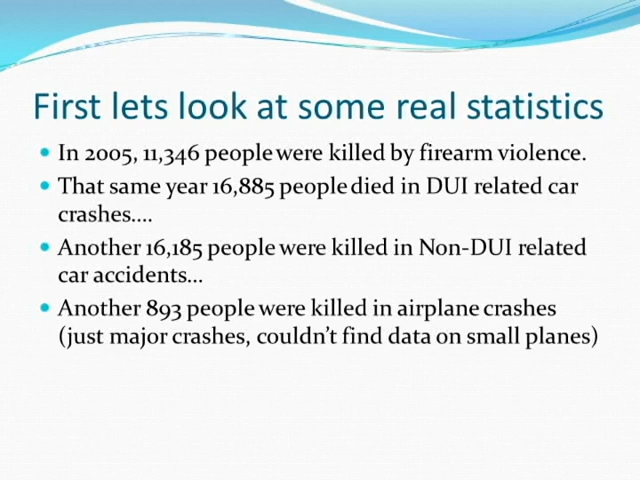 First lets look at some real statistics
In 2005, 11,346 people were killed by firearm violence.
That same year 16,885 people died in DUI related car
crashes....
Another 16,185 people were killed in Non-DUI related
car accidents...
Another 893 people were killed in airplane crashes
(just major crashes, couldn't find data on small planes)